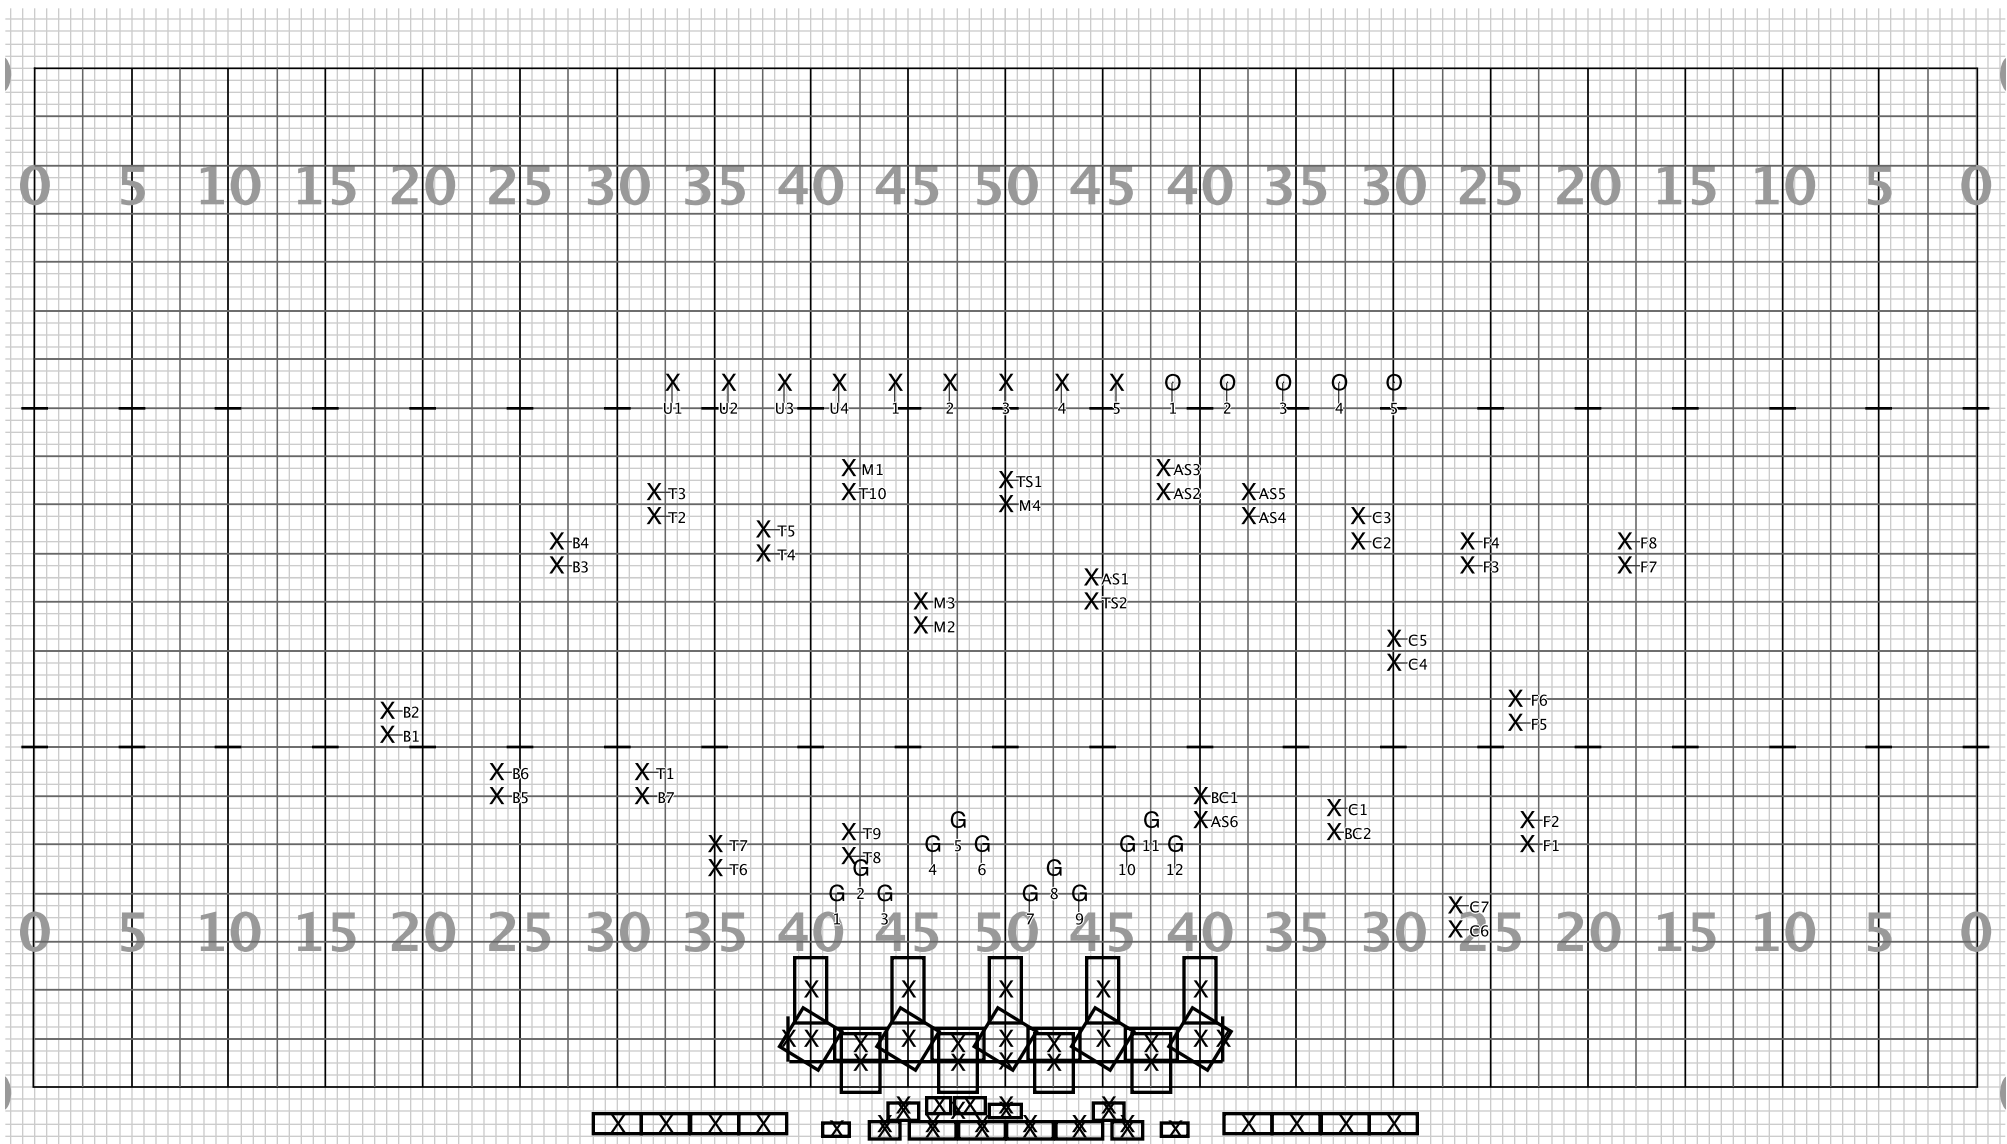 0 5 10 15 20 25 30 35 40 45 50 45 40 35 30 25 20 15 10 5 0
X X X X X X X X X O O O O O
U1 U2 U3 U4 1 2 3 4 5 1 2 3 4 5
X M1 X AS3
X TS1
X T3 X T10 X AS2 X AS5
X M4
X T2 X AS4 X C3
X T5
X B4 X C2 X F4 X F8
X T4
X B3 X F3 X F7
X AS1
X M3 X TS2
X M2
X C5
X C4
X F6
X B2 X F5
X B1
X B6 X T1
X B5 X B7 X BC1
X C1
G G X AS6 X F2
X T9 X BC2
X T7 G 5 G G 11 G X F1
X T8
X T6 G 4 6 G 10 12
G 2 G G 8 G
X C7
1 3 7 9
0 5 10 15 20 25 30 35 40 45 50 45 40 35 30 25 20 15 10 5 0
X C6
X X X X X
X X X X X X X
X X X X
X X X X X
X X X X X X
X X X X X X X X X X X X X X X X X